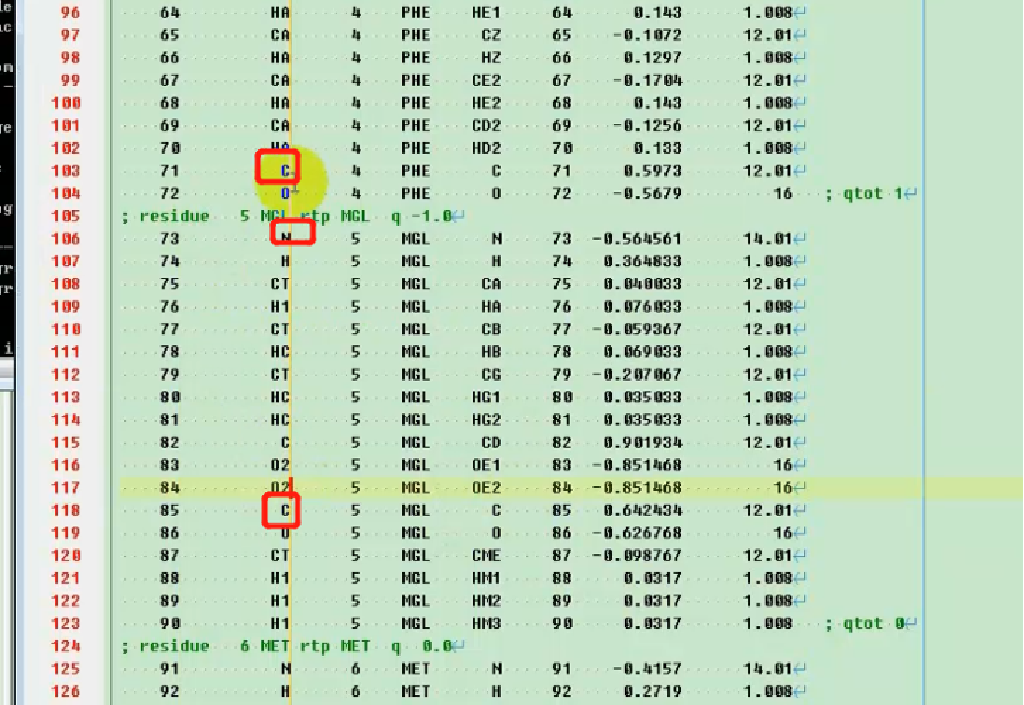 96 64 HA 4 PHE HE1 64 0.143 1.008
97 65 CA 4 PHE CZ 65 -0.1072 12.01
98 66 HA 4 PHE HZ 66 0.1297 1.008
99 67 CA 4 PHE CE2 67 -0.1704 12.01
100 68 HA 4 PHE HE2 68 0.143 1.008
101 69 CA 4 PHE CD2 69 -0.1256 12.01
102 70 HA 4 PHE HD2 70 0.133 1.008
103 71 C 4 PHE C 71 0.5973 12.01
104 72 O 4 PHE O 72 -0.5679 16 ; qtot 1
105 ; residue 5 MGL rtp MGL q -1.0
106 73 N 5 MGL N 73 -0.564561 14.01
107 74 H 5 MGL H 74 0.364833 1.008
108 75 CT 5 MGL CA 75 0.040033 12.01
109 76 H1 5 MGL HA 76 0.076033 1.008
110 77 CT 5 MGL CB 77 -0.059367 12.01
111 78 HC 5 MGL HB 78 0.069033 1.008
112 79 CT 5 MGL CG 79 -0.207067 12.01
113 80 HC 5 MGL HG1 80 0.035033 1.008
114 81 HC 5 MGL HG2 81 0.035033 1.008
115 82 C 5 MGL CD 82 0.901934 12.01
116 83 O2 5 MGL OE1 83 -0.851468 16
117 84 O2 5 MGL OE2 84 -0.851468 16
118 85 C 5 MGL C 85 0.642434 12.01
119 86 O 5 MGL O 86 -0.626768 16
120 87 CT 5 MGL CME 87 -0.098767 12.01
121 88 H1 5 MGL HM1 88 0.0317 1.008
122 89 H1 5 MGL HM2 89 0.0317 1.008
123 90 H1 5 MGL HM3 90 0.0317 1.008 ; qtot 0
124 ; residue 6 MET rtp MET q 0.0
125 91 N 6 MET N 91 -0.4157 14.01
126 92 H 6 MET H 92 0.2719 1.008